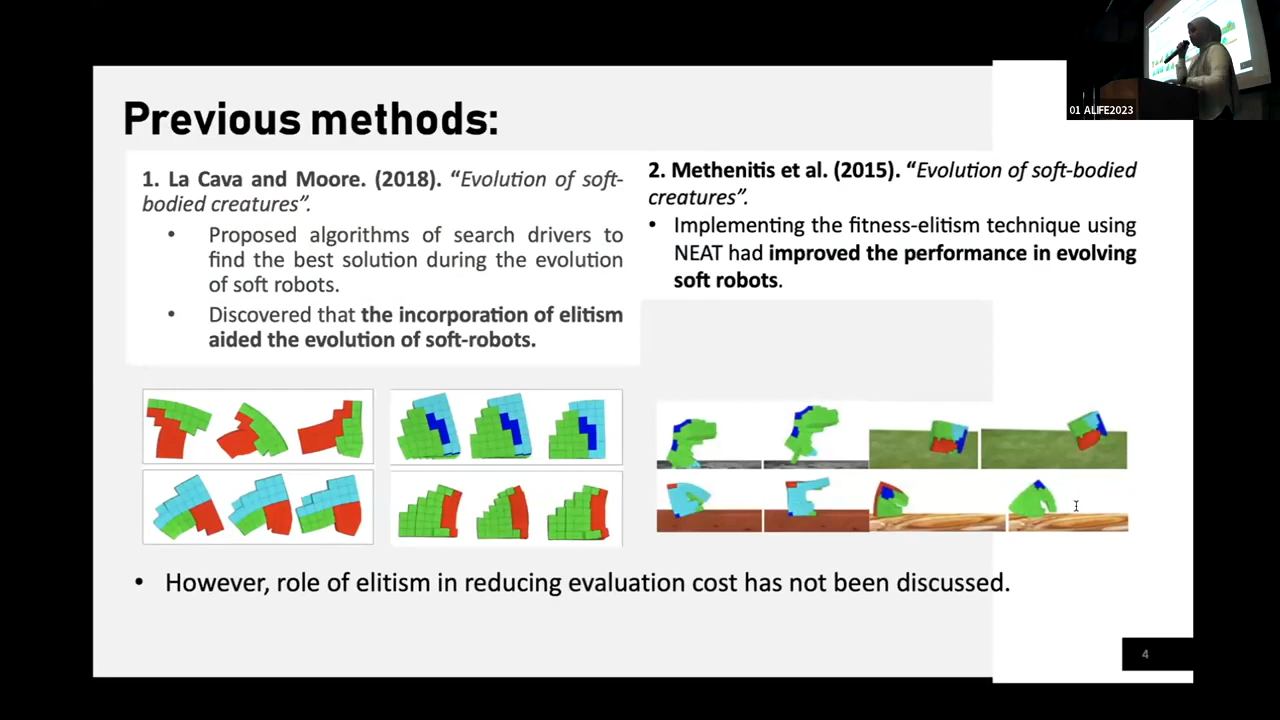 01 ALIFE2023
Previous methods:
1. La Cava and Moore. (2018). “Evolution of soft-
bodied creatures”.
• Proposed algorithms of search drivers to
find the best solution during the evolution
of soft robots.
• Discovered that the incorporation of elitism
aided the evolution of soft-robots.
2. Methenitis et al. (2015). “Evolution of soft-bodied
creatures”.
• Implementing the fitness-elitism technique using
NEAT had improved the performance in evolving
soft robots.
• However, role of elitism in reducing evaluation cost has not been discussed.
4